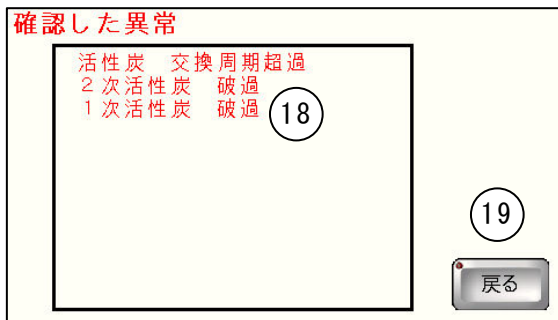 確認した異常
活性炭　交換周期超過
２次活性炭　破過
１次活性炭　破過
18
19
戻る